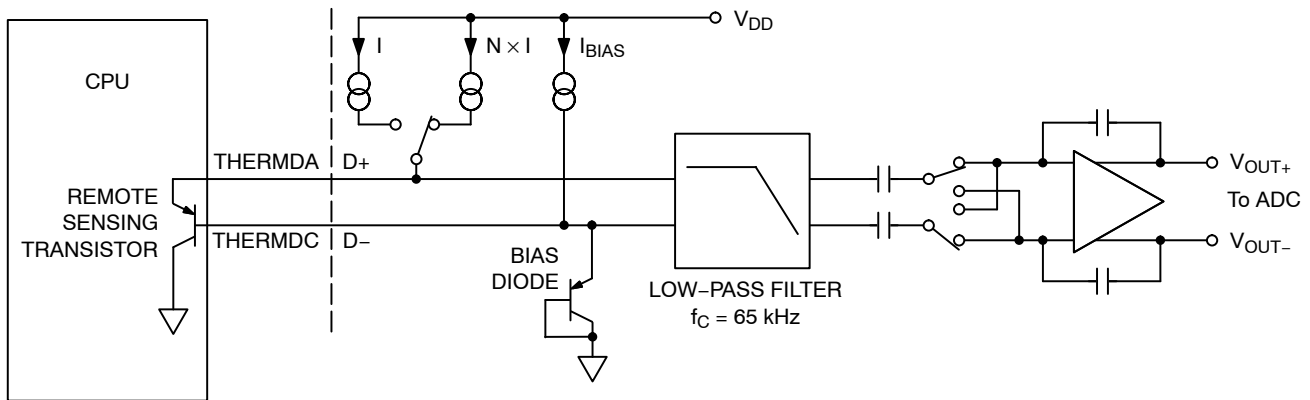 CPU
I
N × I
I_BIAS
V_DD
THERMDA
D+
REMOTE
SENSING
TRANSISTOR
THERMDC
D−
BIAS
DIODE
LOW−PASS FILTER
f_C = 65 kHz
V_OUT+
To ADC
V_OUT−